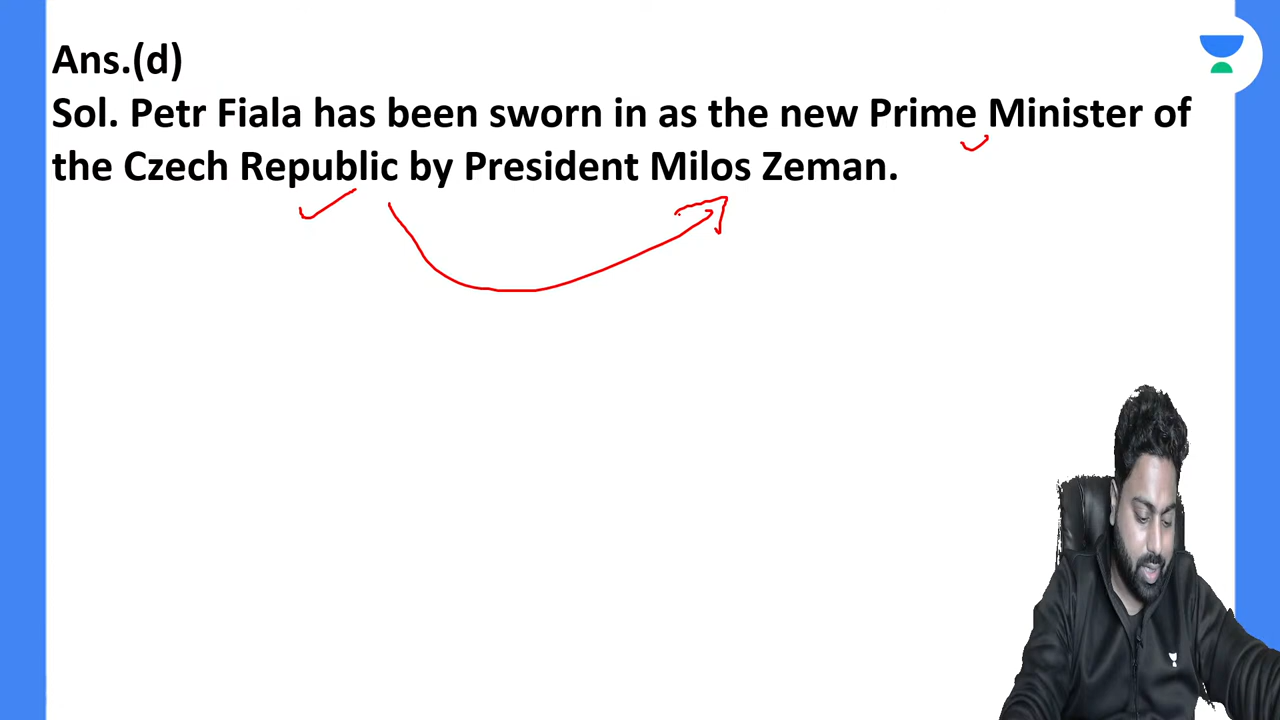 Ans.(d)
Sol. Petr Fiala has been sworn in as the new Prime Minister of
the Czech Republic by President Milos Zeman.